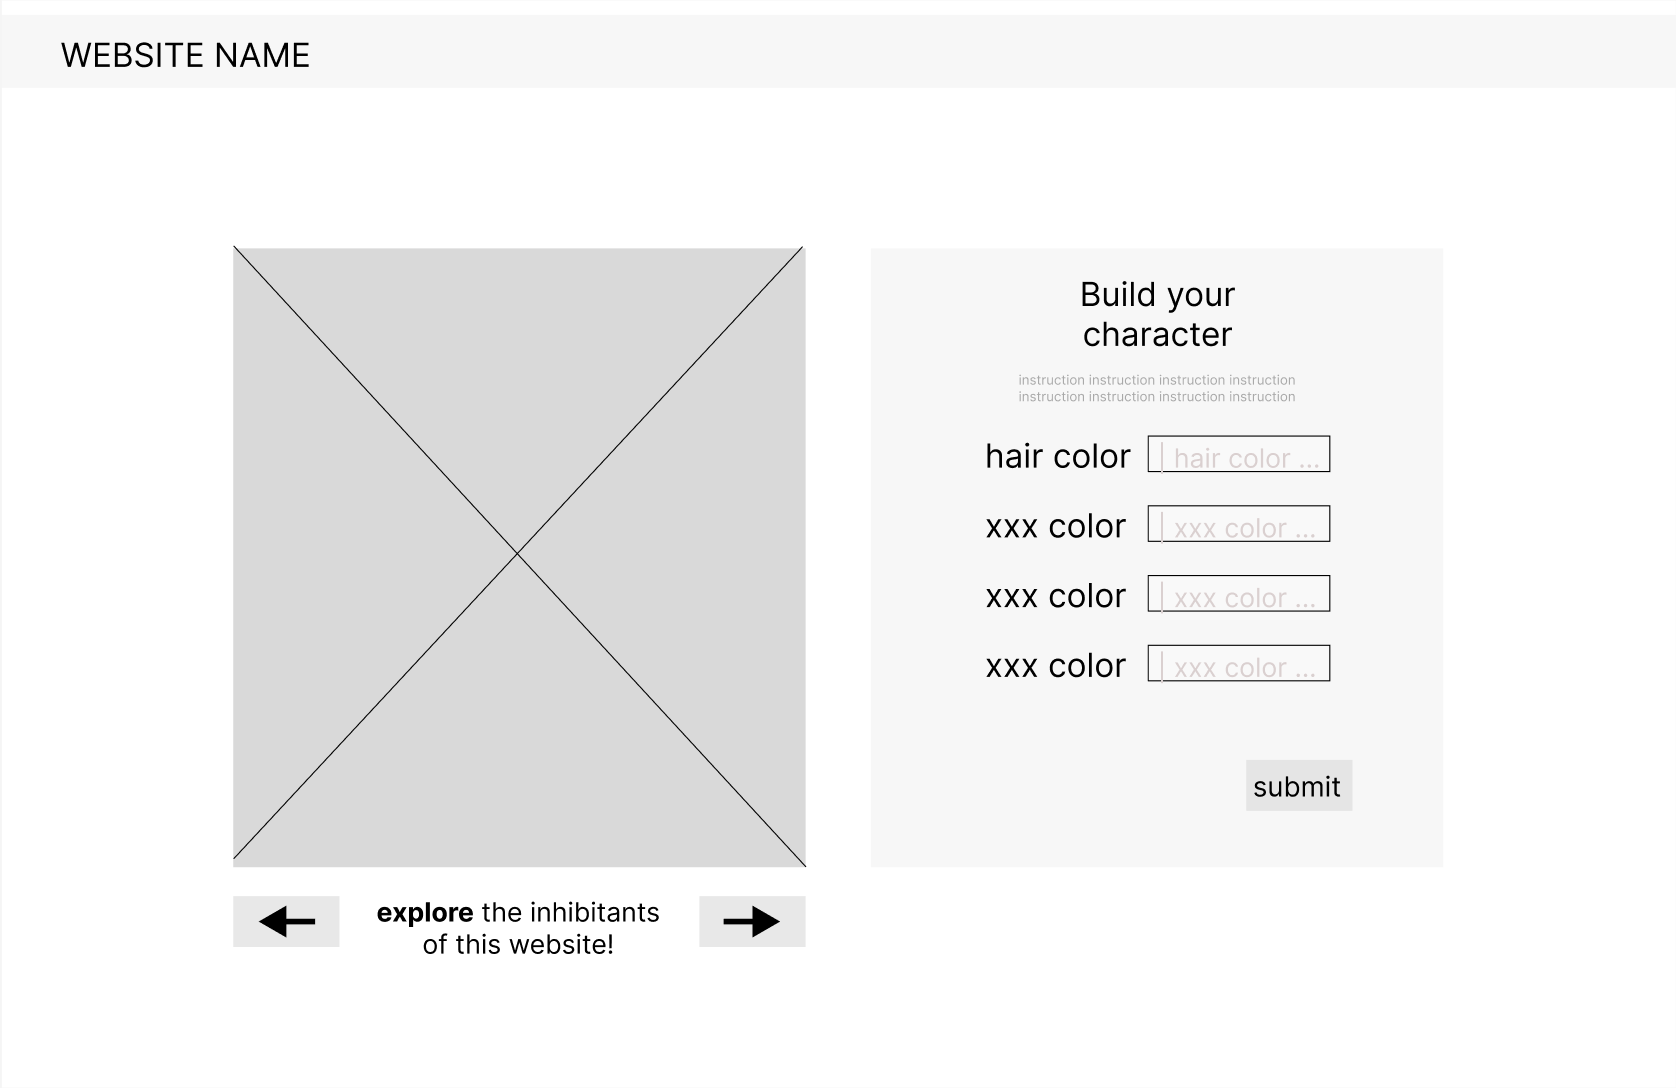 WEBSITE NAME
explore the inhibitants
of this website!
Build your
character
instruction instruction instruction instruction
instruction instruction instruction instruction
hair color | hair color ...
xxx color | xxx color ...
xxx color | xxx color ...
xxx color | xxx color ...
submit